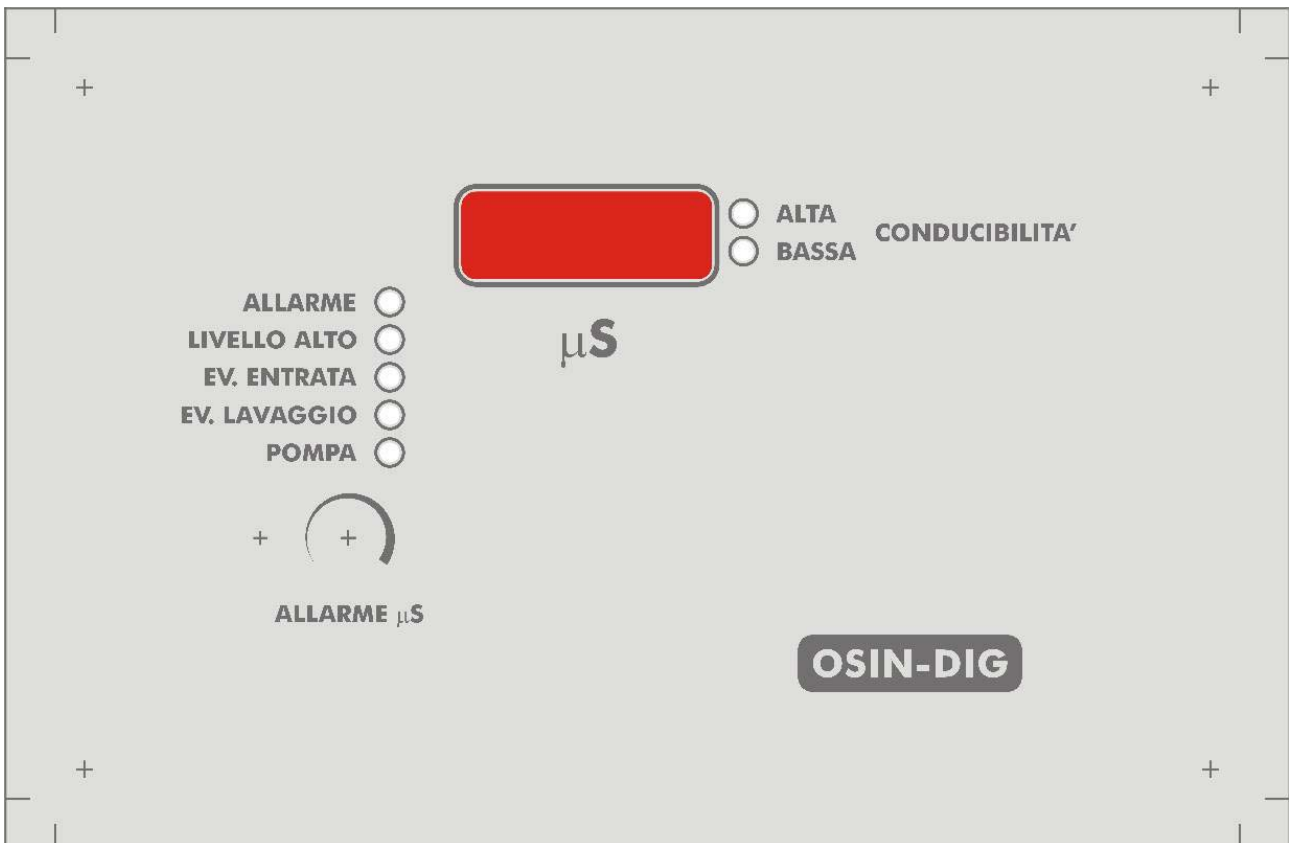 ALTA
BASSA
CONDUCIBILITA’
ALLARME
LIVELLO ALTO
EV. ENTRATA
EV. LAVAGGIO
POMPA
μS
ALLARME μS
OSIN-DIG